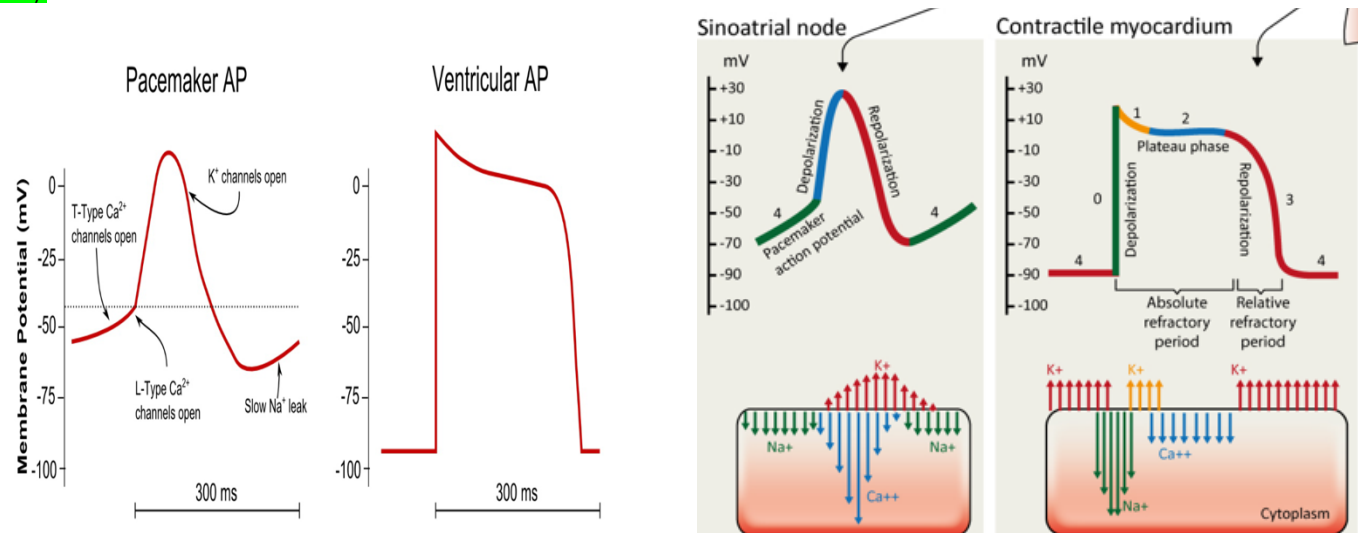 Pacemaker AP
Membrane Potential (mV)
0
-25
-50
-75
-100
T-Type Ca²⁺
channels open
K⁺ channels open
L-Type Ca²⁺
channels open
Slow Na⁺ leak
300 ms
Ventricular AP
0
-25
-50
-75
-100
300 ms
Sinoatrial node
mV
+30
+10
-10
-30
-50
-70
-90
-100
Depolarization
Repolarization
4
Pacemaker
action potential
4
K+
Na+
Na+
Ca++
Contractile myocardium
mV
+30
+10
-10
-30
-50
-70
-90
-100
1
2
Plateau phase
0
Depolarization
Repolarization
3
4
4
Absolute
refractory
period
Relative
refractory
period
K+
K+
K+
Ca++
Na+
Cytoplasm